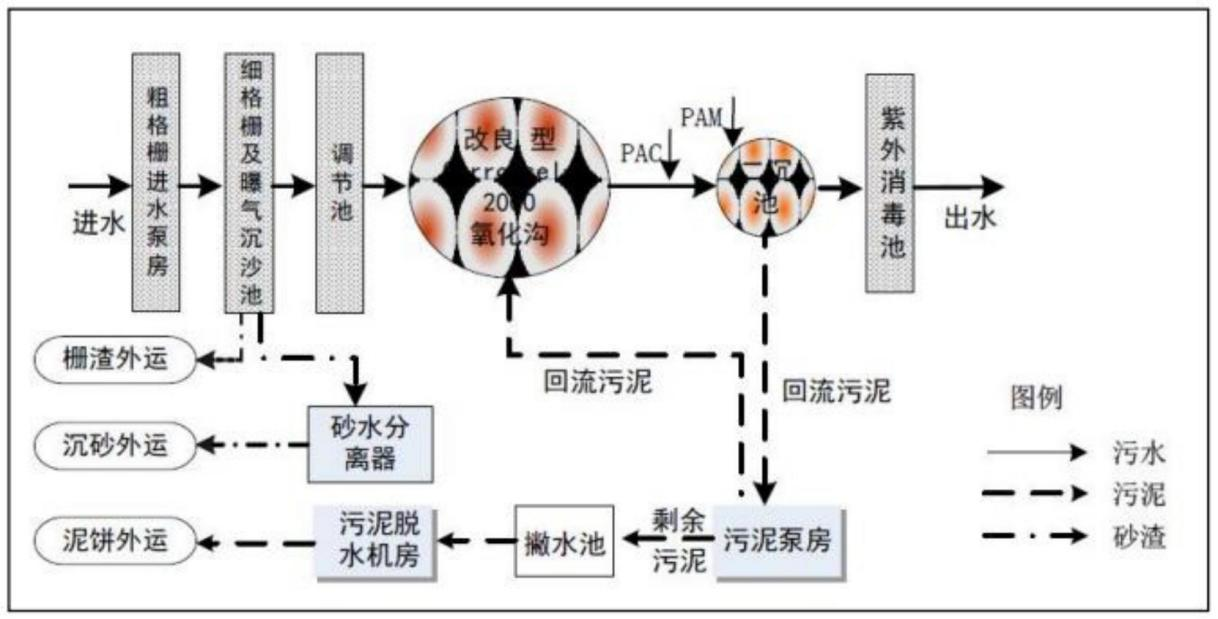 粗格栅进水泵房
细格栅及曝气沉沙池
调节池
改良 型
2000
氧化沟
PAC
PAM
二沉
池
紫外消毒池
进水
出水
栅渣外运
回流污泥
回流污泥
图例
砂水分
离器
沉砂外运
污水
污泥
砂渣
泥饼外运
污泥脱
水机房
撇水池
剩余
污泥
污泥泵房